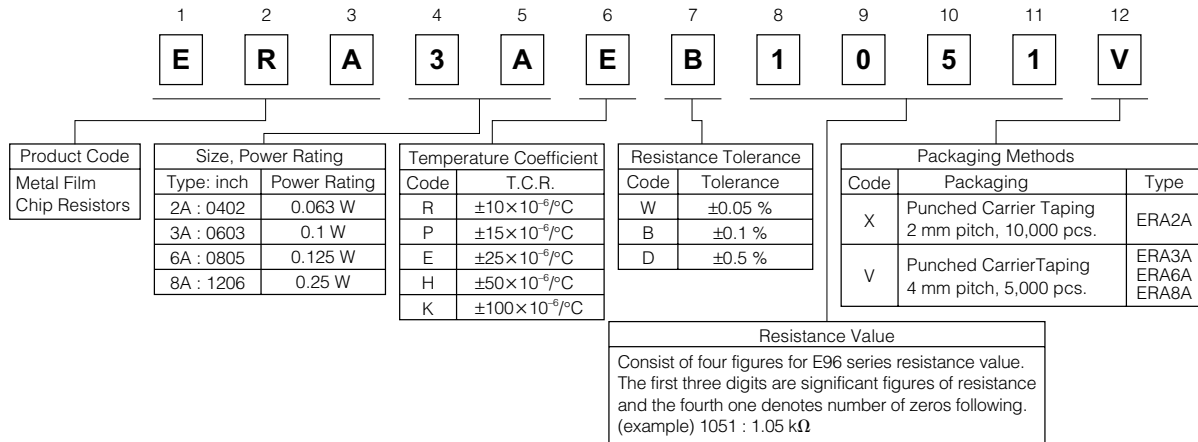 1 2 3 4 5 6 7 8 9 10 11 12
E R A 3 A E B 1 0 5 1 V
Product Code
Metal Film
Chip Resistors
Size, Power Rating
Type: inch Power Rating
2A : 0402 0.063 W
3A : 0603 0.1 W
6A : 0805 0.125 W
8A : 1206 0.25 W
Temperature Coefficient
Code T.C.R.
R ±10×10⁻⁶/°C
P ±15×10⁻⁶/°C
E ±25×10⁻⁶/°C
H ±50×10⁻⁶/°C
K ±100×10⁻⁶/°C
Resistance Tolerance
Code Tolerance
W ±0.05 %
B ±0.1 %
D ±0.5 %
Packaging Methods
Code Packaging Type
X Punched Carrier Taping
2 mm pitch, 10,000 pcs. ERA2A
V Punched CarrierTaping
4 mm pitch, 5,000 pcs.
ERA3A
ERA6A
ERA8A
Resistance Value
Consist of four figures for E96 series resistance value.
The first three digits are significant figures of resistance
and the fourth one denotes number of zeros following.
(example) 1051 : 1.05 kΩ